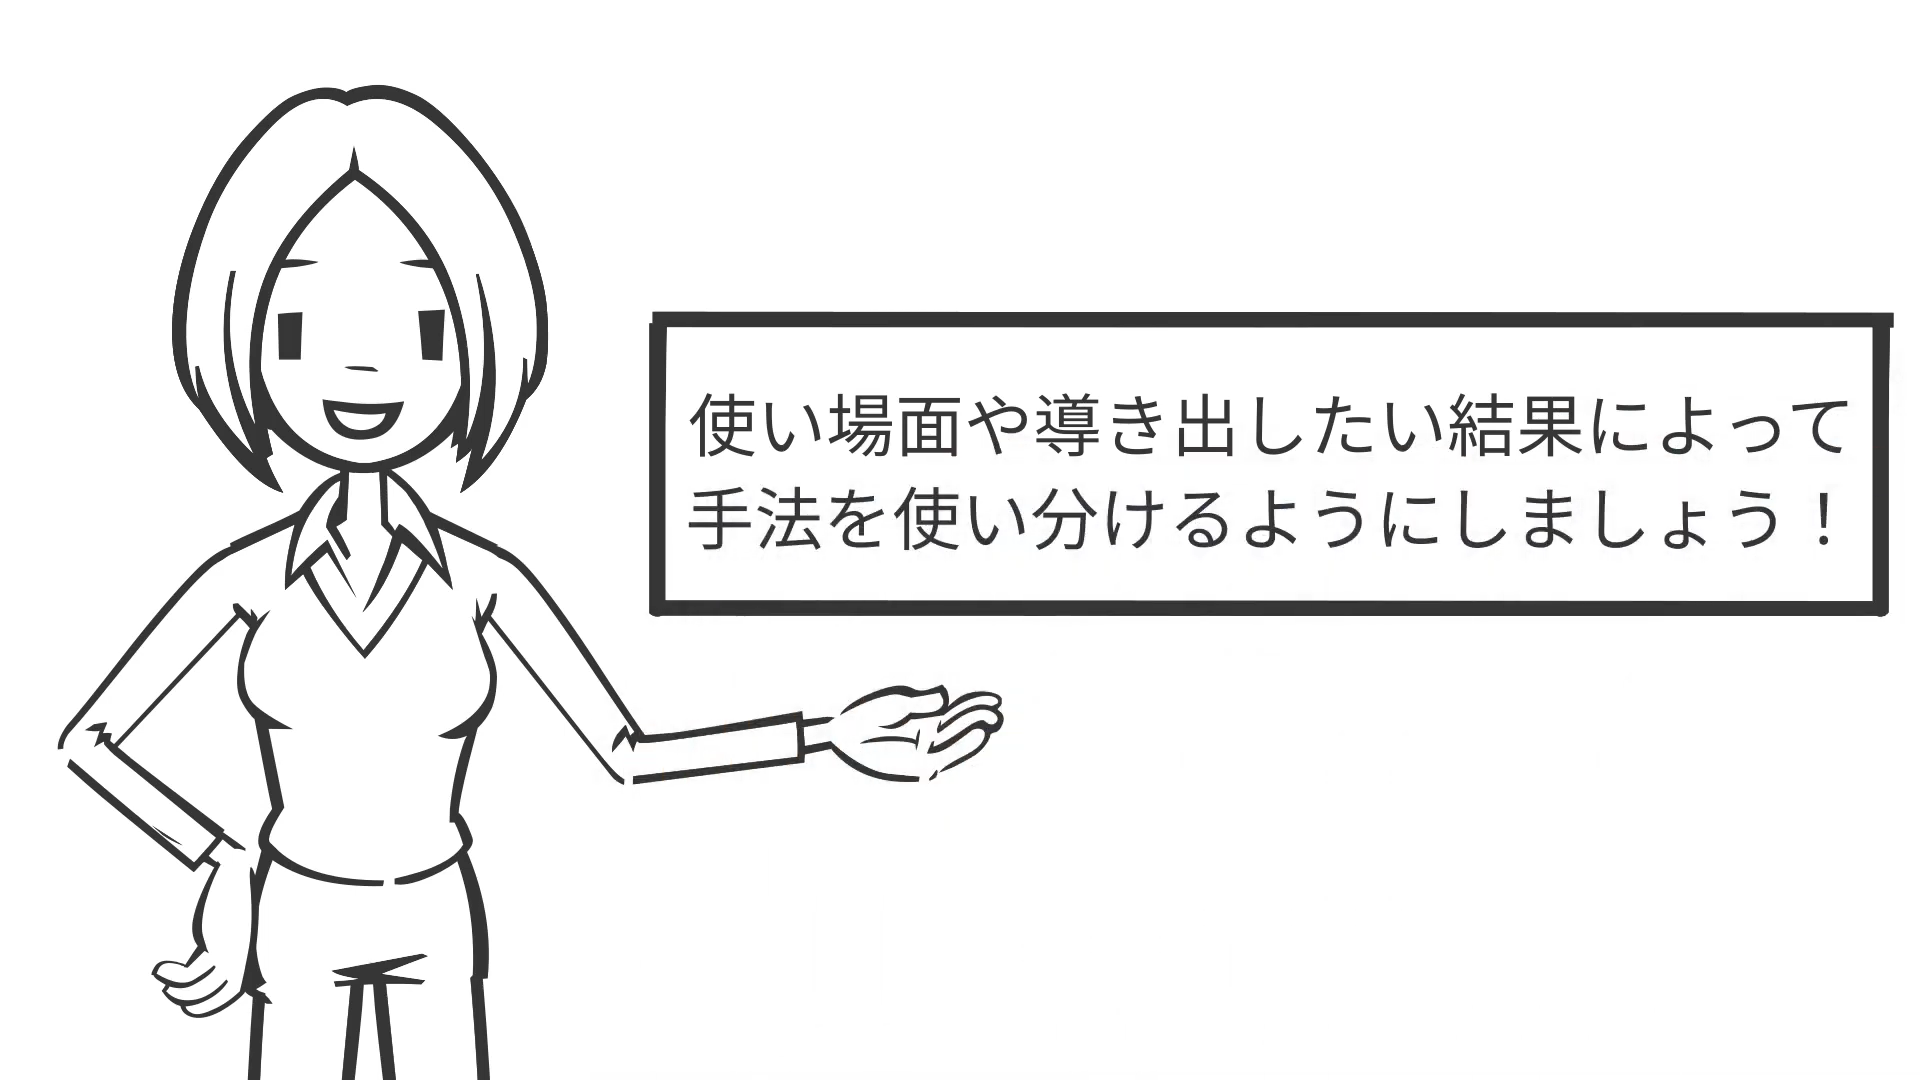 使い場面や導き出したい結果によって
手法を使い分けるようにしましょう！